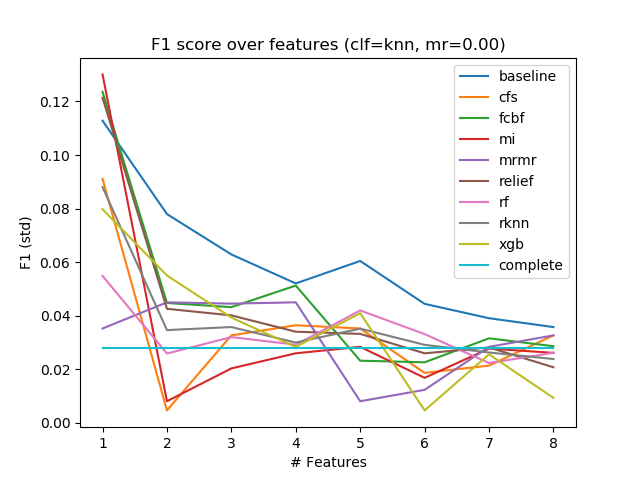 F1 score over features (clf=knn, mr=0.00)
F1 (std)
0.12
0.10
0.08
0.06
0.04
0.02
0.00
1 2 3 4 5 6 7 8
# Features
baseline
cfs
fcbf
mi
mrmr
relief
rf
rknn
xgb
complete